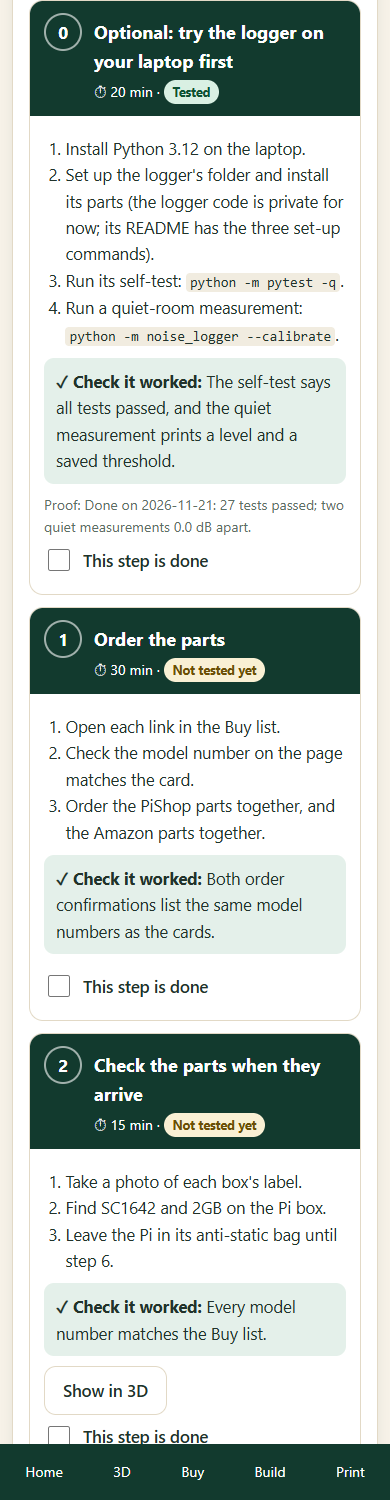 0
Optional: try the logger on
your laptop first
⏱ 20 min · Tested
1. Install Python 3.12 on the laptop.
2. Set up the logger's folder and install
its parts (the logger code is private for
now; its README has the three set-up
commands).
3. Run its self-test: python -m pytest -q.
4. Run a quiet-room measurement:
python -m noise_logger --calibrate.
✓ Check it worked: The self-test says
all tests passed, and the quiet
measurement prints a level and a
saved threshold.
Proof: Done on 2026-11-21: 27 tests passed; two
quiet measurements 0.0 dB apart.
This step is done
1
Order the parts
⏱ 30 min · Not tested yet
1. Open each link in the Buy list.
2. Check the model number on the page
matches the card.
3. Order the PiShop parts together, and
the Amazon parts together.
✓ Check it worked: Both order
confirmations list the same model
numbers as the cards.
This step is done
2
Check the parts when they
arrive
⏱ 15 min · Not tested yet
1. Take a photo of each box's label.
2. Find SC1642 and 2GB on the Pi box.
3. Leave the Pi in its anti-static bag until
step 6.
✓ Check it worked: Every model
number matches the Buy list.
Show in 3D
This step is done
Home 3D Buy Build Print